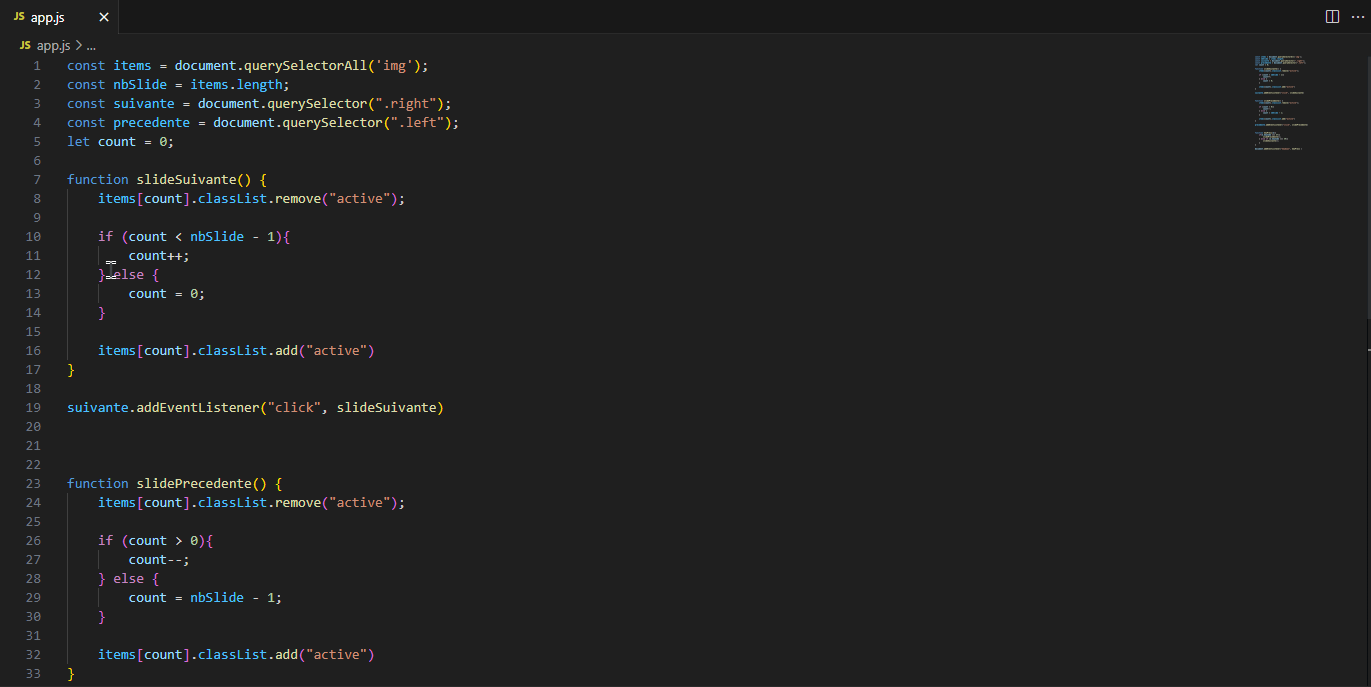 JS app.js
JS app.js > ...
1 const items = document.querySelectorAll('img');
2 const nbSlide = items.length;
3 const suivante = document.querySelector(".right");
4 const precedente = document.querySelector(".left");
5 let count = 0;
6
7 function slideSuivante() {
8     items[count].classList.remove("active");
9
10     if (count < nbSlide - 1){
11         count++;
12     } else {
13         count = 0;
14     }
15
16     items[count].classList.add("active")
17 }
18
19 suivante.addEventListener("click", slideSuivante)
20
21
22
23 function slidePrecedente() {
24     items[count].classList.remove("active");
25
26     if (count > 0){
27         count--;
28     } else {
29         count = nbSlide - 1;
30     }
31
32     items[count].classList.add("active")
33 }